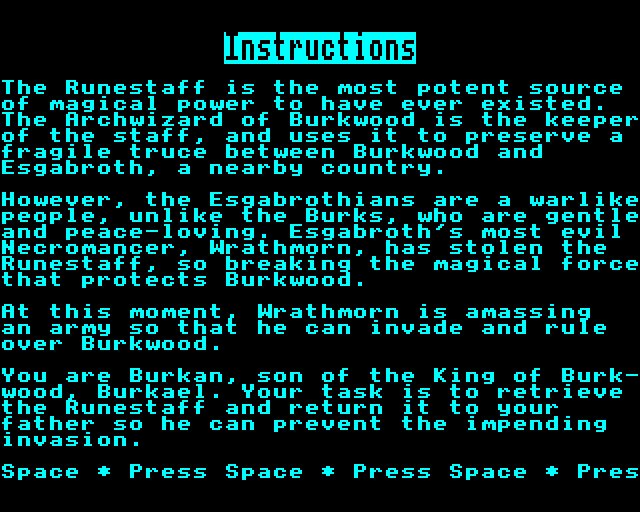 Instructions
The Runestaff is the most potent source
of magical power to have ever existed.
The Archwizard of Burkwood is the keeper
of the staff, and uses it to preserve a
fragile truce between Burkwood and
Esgabroth, a nearby country.
However, the Esgabrothians are a warlike
people, unlike the Burks, who are gentle
and peace-loving. Esgabroth's most evil
Necromancer, Wrathmorn, has stolen the
Runestaff, so breaking the magical force
that protects Burkwood.
At this moment, Wrathmorn is amassing
an army so that he can invade and rule
over Burkwood.
You are Burkan, son of the King of Burk-
wood, Burkael. Your task is to retrieve
the Runestaff and return it to your
father so he can prevent the impending
invasion.
Space * Press Space * Press Space * Pres